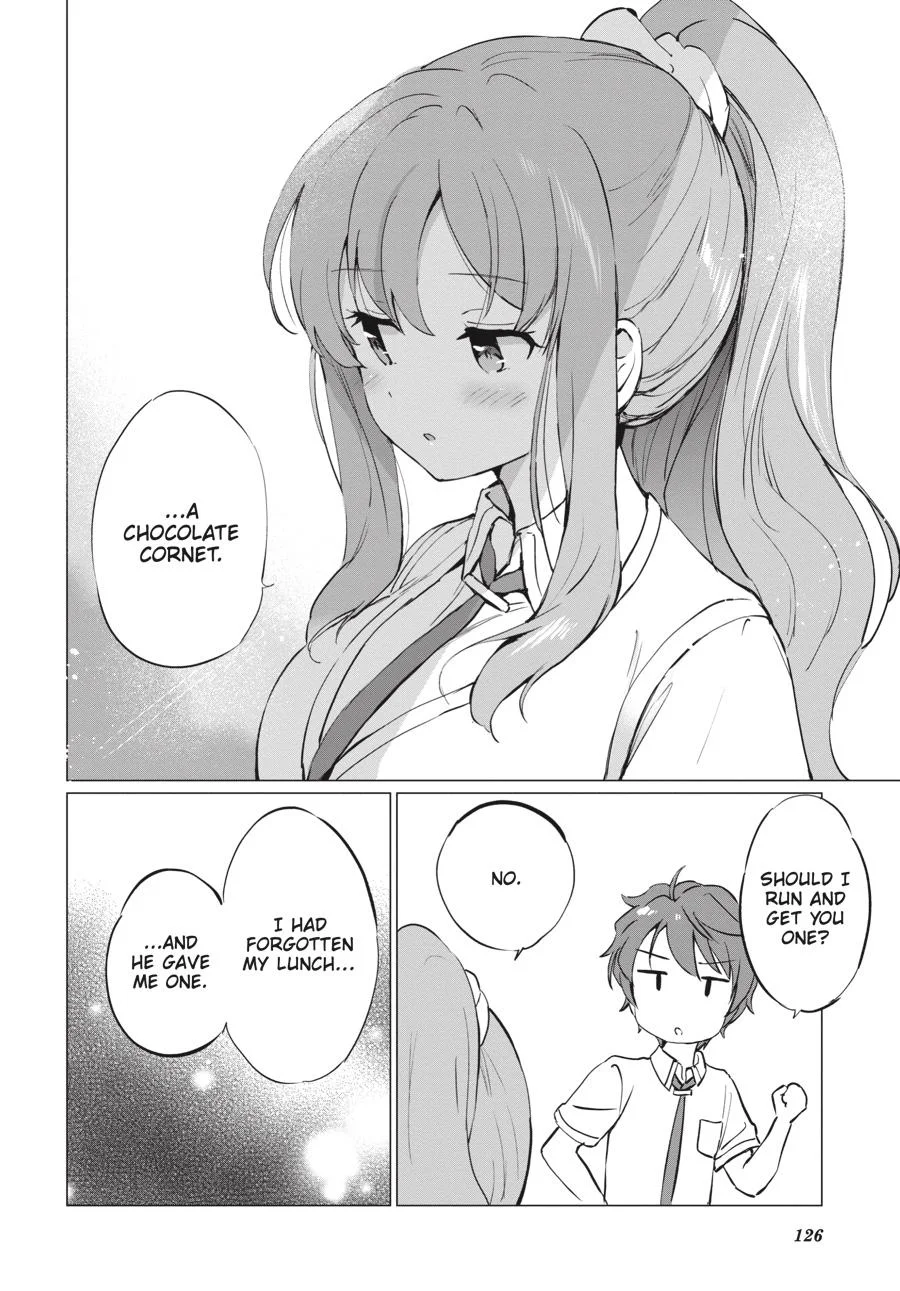 ...A
CHOCOLATE
CORNET.
SHOULD I
RUN AND
GET YOU
ONE?
NO.
I HAD
FORGOTTEN
MY LUNCH...
...AND
HE GAVE
ME ONE.
126